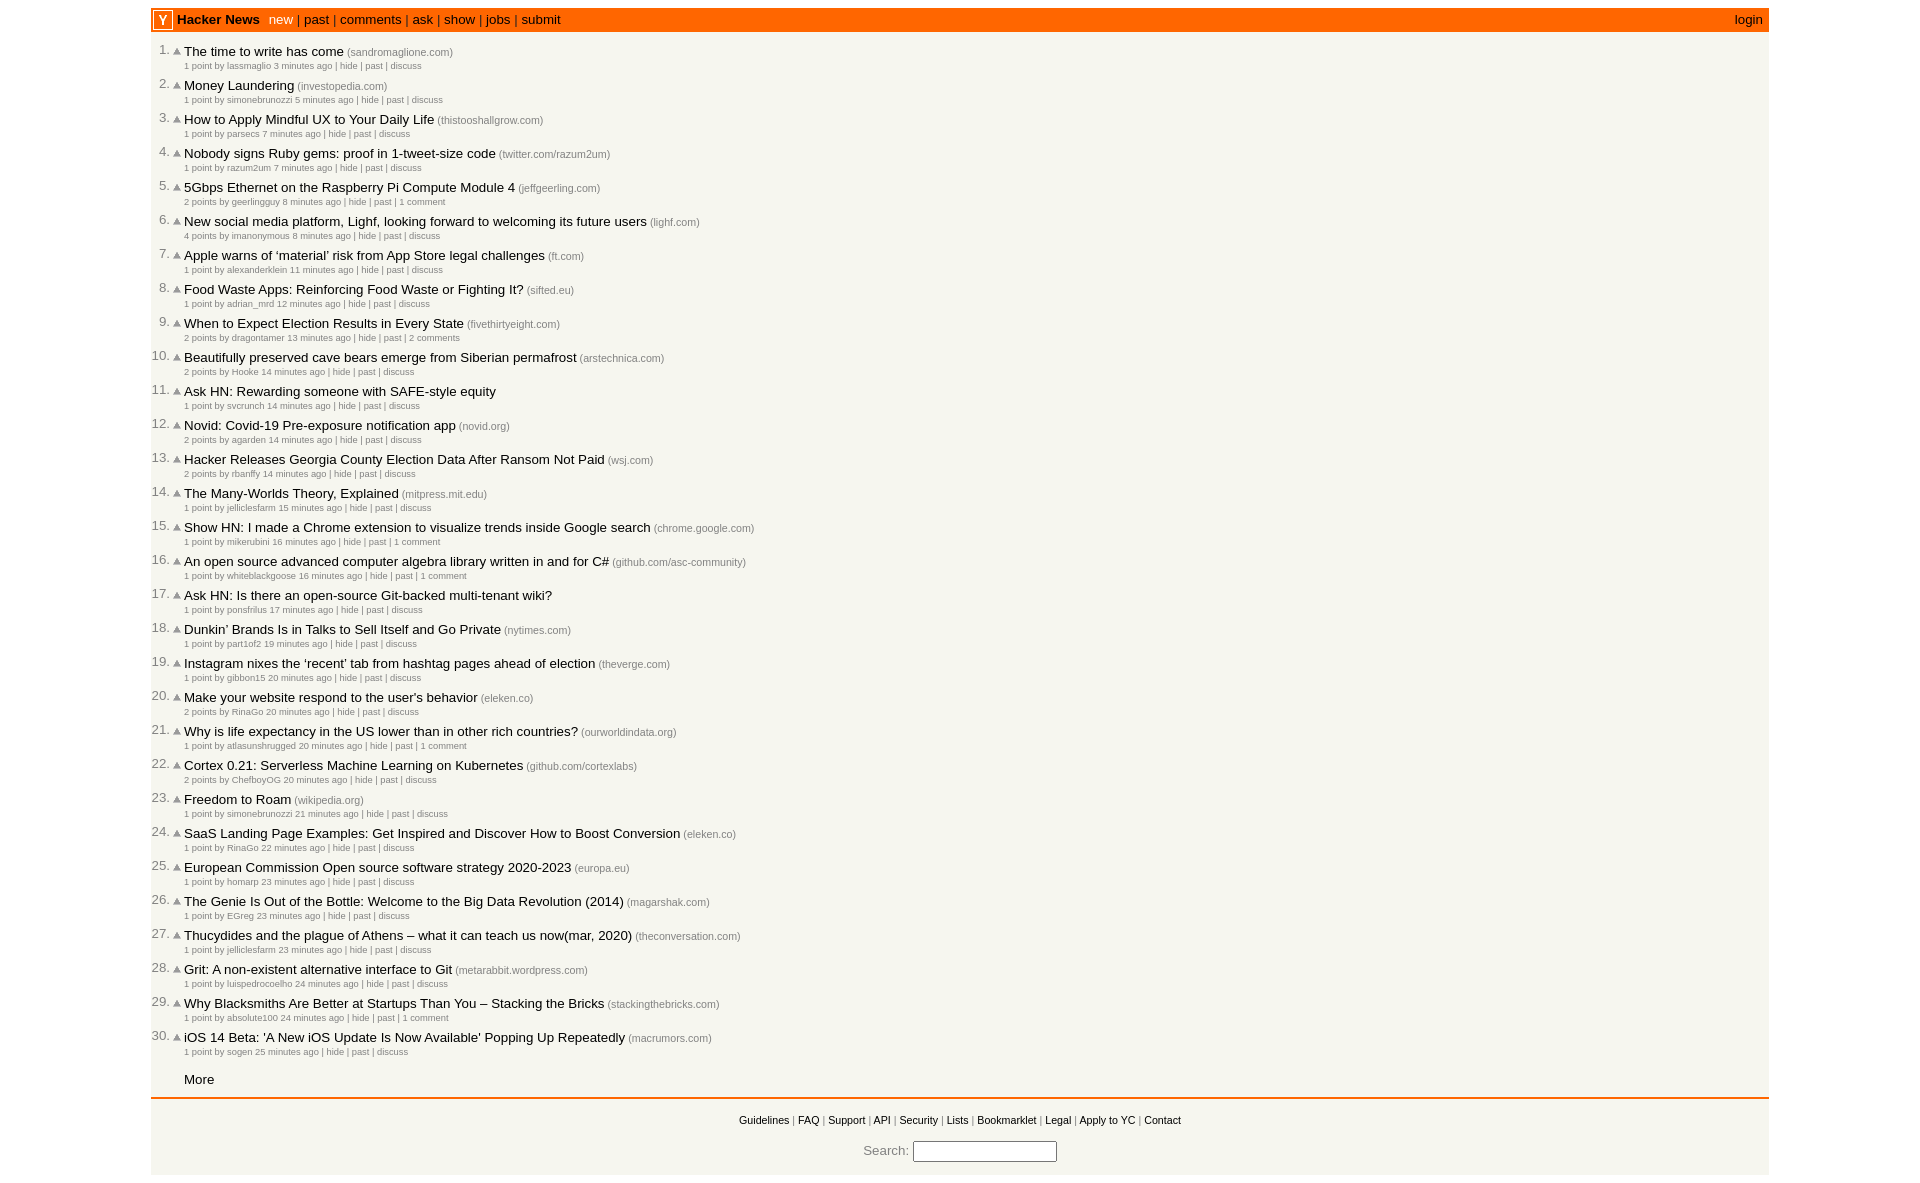 Y Hacker News new | past | comments | ask | show | jobs | submit login
1. The time to write has come (sandromaglione.com)
1 point by lassmaglio 3 minutes ago | hide | past | discuss
2. Money Laundering (investopedia.com)
1 point by simonebrunozzi 5 minutes ago | hide | past | discuss
3. How to Apply Mindful UX to Your Daily Life (thistooshallgrow.com)
1 point by parsecs 7 minutes ago | hide | past | discuss
4. Nobody signs Ruby gems: proof in 1-tweet-size code (twitter.com/razum2um)
1 point by razum2um 7 minutes ago | hide | past | discuss
5. 5Gbps Ethernet on the Raspberry Pi Compute Module 4 (jeffgeerling.com)
2 points by geerlingguy 8 minutes ago | hide | past | 1 comment
6. New social media platform, Lighf, looking forward to welcoming its future users (lighf.com)
4 points by imanonymous 8 minutes ago | hide | past | discuss
7. Apple warns of ‘material’ risk from App Store legal challenges (ft.com)
1 point by alexanderklein 11 minutes ago | hide | past | discuss
8. Food Waste Apps: Reinforcing Food Waste or Fighting It? (sifted.eu)
1 point by adrian_mrd 12 minutes ago | hide | past | discuss
9. When to Expect Election Results in Every State (fivethirtyeight.com)
2 points by dragontamer 13 minutes ago | hide | past | 2 comments
10. Beautifully preserved cave bears emerge from Siberian permafrost (arstechnica.com)
2 points by Hooke 14 minutes ago | hide | past | discuss
11. Ask HN: Rewarding someone with SAFE-style equity
1 point by svcrunch 14 minutes ago | hide | past | discuss
12. Novid: Covid-19 Pre-exposure notification app (novid.org)
2 points by agarden 14 minutes ago | hide | past | discuss
13. Hacker Releases Georgia County Election Data After Ransom Not Paid (wsj.com)
2 points by rbanffy 14 minutes ago | hide | past | discuss
14. The Many-Worlds Theory, Explained (mitpress.mit.edu)
1 point by jelliclesfarm 15 minutes ago | hide | past | discuss
15. Show HN: I made a Chrome extension to visualize trends inside Google search (chrome.google.com)
1 point by mikerubini 16 minutes ago | hide | past | 1 comment
16. An open source advanced computer algebra library written in and for C# (github.com/asc-community)
1 point by whiteblackgoose 16 minutes ago | hide | past | 1 comment
17. Ask HN: Is there an open-source Git-backed multi-tenant wiki?
1 point by ponsfrilus 17 minutes ago | hide | past | discuss
18. Dunkin’ Brands Is in Talks to Sell Itself and Go Private (nytimes.com)
1 point by part1of2 19 minutes ago | hide | past | discuss
19. Instagram nixes the ‘recent’ tab from hashtag pages ahead of election (theverge.com)
1 point by gibbon15 20 minutes ago | hide | past | discuss
20. Make your website respond to the user's behavior (eleken.co)
2 points by RinaGo 20 minutes ago | hide | past | discuss
21. Why is life expectancy in the US lower than in other rich countries? (ourworldindata.org)
1 point by atlasunshrugged 20 minutes ago | hide | past | 1 comment
22. Cortex 0.21: Serverless Machine Learning on Kubernetes (github.com/cortexlabs)
2 points by ChefboyOG 20 minutes ago | hide | past | discuss
23. Freedom to Roam (wikipedia.org)
1 point by simonebrunozzi 21 minutes ago | hide | past | discuss
24. SaaS Landing Page Examples: Get Inspired and Discover How to Boost Conversion (eleken.co)
1 point by RinaGo 22 minutes ago | hide | past | discuss
25. European Commission Open source software strategy 2020-2023 (europa.eu)
1 point by homarp 23 minutes ago | hide | past | discuss
26. The Genie Is Out of the Bottle: Welcome to the Big Data Revolution (2014) (magarshak.com)
1 point by EGreg 23 minutes ago | hide | past | discuss
27. Thucydides and the plague of Athens – what it can teach us now(mar, 2020) (theconversation.com)
1 point by jelliclesfarm 23 minutes ago | hide | past | discuss
28. Grit: A non-existent alternative interface to Git (metarabbit.wordpress.com)
1 point by luispedrocoelho 24 minutes ago | hide | past | discuss
29. Why Blacksmiths Are Better at Startups Than You – Stacking the Bricks (stackingthebricks.com)
1 point by absolute100 24 minutes ago | hide | past | 1 comment
30. iOS 14 Beta: 'A New iOS Update Is Now Available' Popping Up Repeatedly (macrumors.com)
1 point by sogen 25 minutes ago | hide | past | discuss
More
Guidelines | FAQ | Support | API | Security | Lists | Bookmarklet | Legal | Apply to YC | Contact
Search: